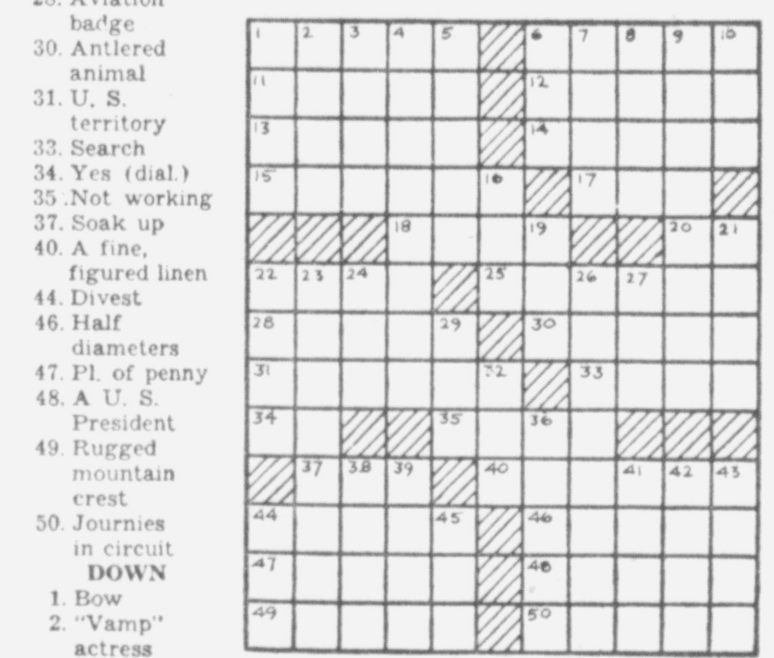 28. Aviation
badge
30. Antlered
animal
31. U. S.
territory
33. Search
34. Yes (dial.)
35 .Not working
37. Soak up
40. A fine,
figured linen
44. Divest
46. Half
diameters
47. Pl. of penny
48. A U. S.
President
49. Rugged
mountain
crest
50. Journies
in circuit
DOWN
1. Bow
2. "Vamp"
actress
1 2 3 4 5 6 7 8 9 10
11 12
13 14
15 16 17
18 19 20 21
22 23 24 25 26 27
28 29 30
31 32 33
34 35 36
37 38 39 40 41 42 43
44 45 46
47 48
49 50